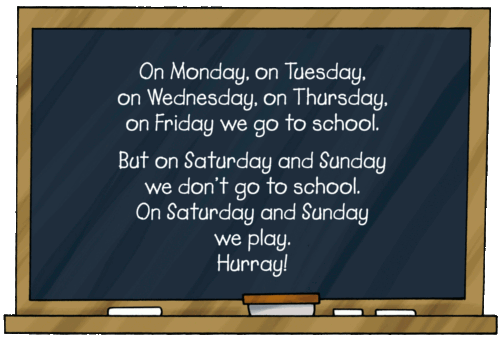 On Monday, on Tuesday,
on Wednesday, on Thursday,
on Friday we go to school.
But on Saturday and Sunday
we don't go to school.
On Saturday and Sunday
we play.
Hurray!